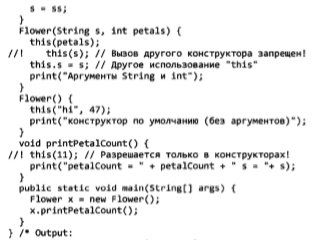 s = ss;
}
Flower(String s, int petals) {
this(petals);
//! this(s); // Вызов другого конструктора запрещен!
this.s = s; // Другое использование "this"
print("Аргументы String и int");
}
Flower() {
this("hi", 47);
print("конструктор по умолчанию (без аргументов)");
}
void printPetalCount() {
//! this(11); // Разрешается только в конструкторах!
print("petalCount = " + petalCount + " s = "+ s);
}
public static void main(String[] args) {
Flower x = new Flower();
x.printPetalCount();
}
} /* Output: